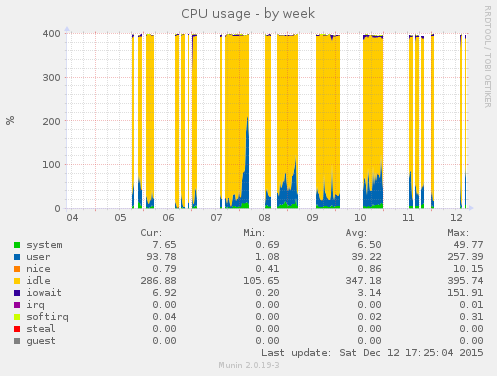 CPU usage - by week
RRDTOOL / TOBI OETIKER
%
400
300
200
100
0
04 05 06 07 08 09 10 11 12
Cur: Min: Avg: Max:
system 7.65 0.69 6.50 49.77
user 93.78 1.08 39.22 257.39
nice 0.79 0.41 0.86 10.15
idle 286.88 105.65 347.18 395.74
iowait 6.92 0.20 3.14 151.91
irq 0.00 0.00 0.00 0.01
softirq 0.04 0.00 0.02 0.31
steal 0.00 0.00 0.00 0.00
guest 0.00 0.00 0.00 0.00
Last update: Sat Dec 12 17:25:04 2015
Munin 2.0.19-3